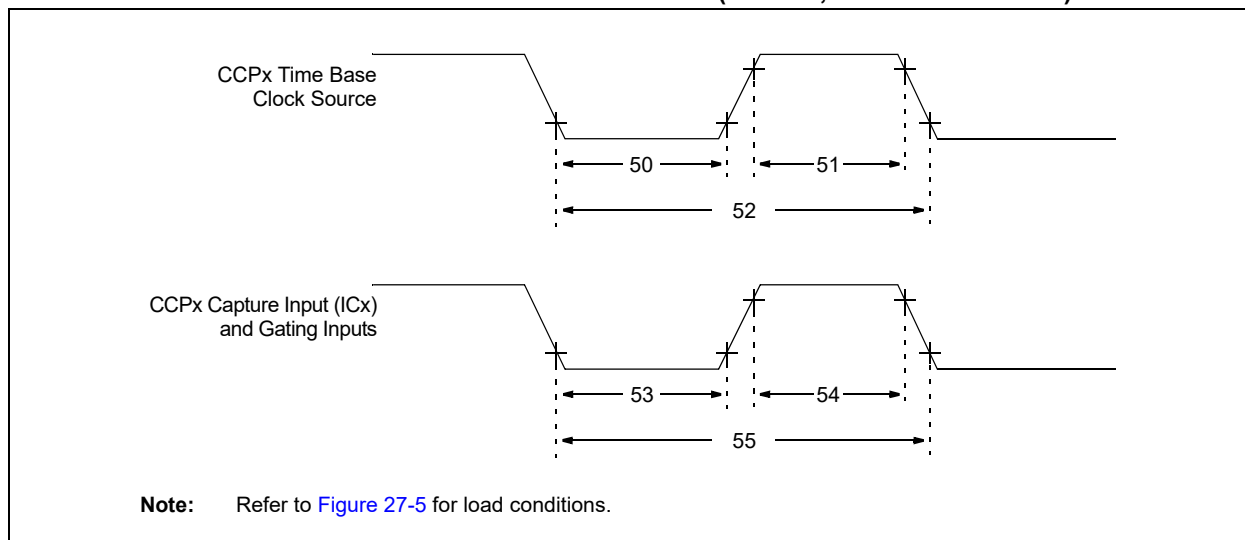 CCPx Time Base
Clock Source
50
51
52
CCPx Capture Input (ICx)
and Gating Inputs
53
54
55
Note: Refer to Figure 27-5 for load conditions.